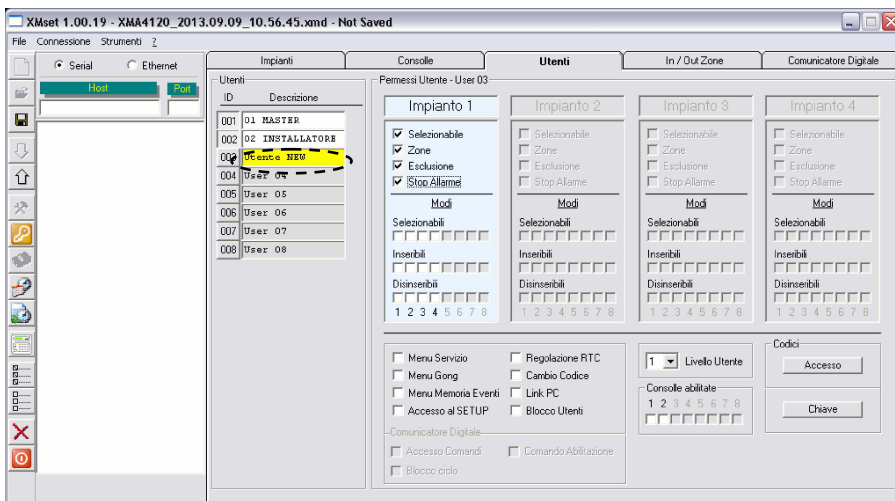 XMset 1.00.19 - XMA4120_2013.09.09_10.56.45.xmd - Not Saved
File Connessione Strumenti ?
Serial Ethernet
Host Port
Impianti Consolle Utenti In / Out Zone Comunicatore Digitale
Utenti
ID Descrizione
001 01 MASTER
002 02 INSTALLATORE
003 Utente NEW
004 User 04
005 User 05
006 User 06
007 User 07
008 User 08
Permessi Utente - User 03
Impianto 1 Impianto 2 Impianto 3 Impianto 4
Selezionabile Selezionabile Selezionabile Selezionabile
Zone Zone Zone Zone
Esclusione Esclusione Esclusione Esclusione
Stop Allarme Stop Allarme Stop Allarme Stop Allarme
Modi Modi Modi Modi
Selezionabili Selezionabili Selezionabili Selezionabili
Inseribili Inseribili Inseribili Inseribili
Disinseribili Disinseribili Disinseribili Disinseribili
1 2 3 4 5 6 7 8 1 2 3 4 5 6 7 8 1 2 3 4 5 6 7 8 1 2 3 4 5 6 7 8
Menu Servizio Regolazione RTC
Menu Gong Cambio Codice
Menu Memoria Eventi Link PC
Accesso al SETUP Blocco Utenti
Comunicatore Digitale
Accesso Comandi Comando Abilitazione
Blocco ciclo
1 Livello Utente
Consolle abilitate
1 2 3 4 5 6 7 8
Codici
Accesso
Chiave